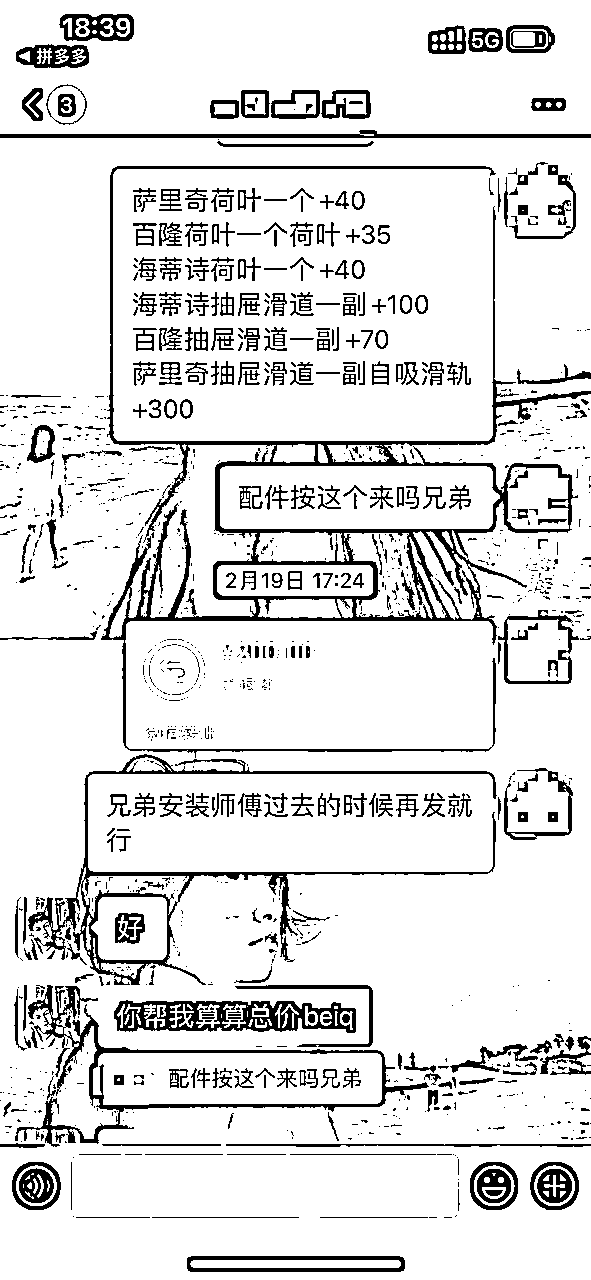 18:39
5G
拼多多
3
萨里奇荷叶一个+40
百隆荷叶一个荷叶+35
海蒂诗荷叶一个+40
海蒂诗抽屉滑道一副+100
百隆抽屉滑道一副+70
萨里奇抽屉滑道一副自吸滑轨
+300
配件按这个来吗兄弟
2月19日 17:24
兄弟安装师傅过去的时候再发就
行
好
你帮我算算总价beiq
配件按这个来吗兄弟